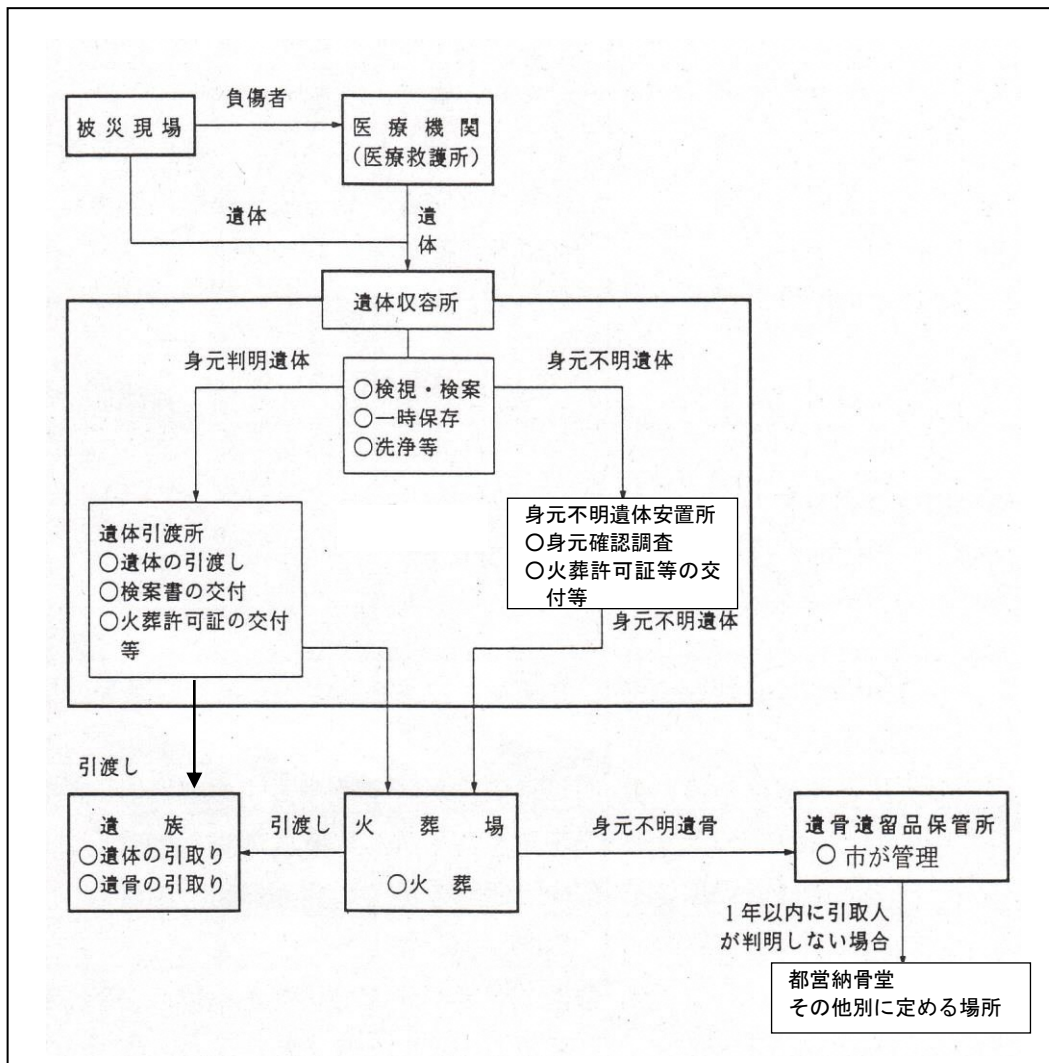 負傷者
被災現場
医療機関
（医療救護所）
遺体
遺体
遺体収容所
身元判明遺体
身元不明遺体
○検視・検案
○一時保存
○洗浄等
遺体引渡所
○遺体の引渡し
○検案書の交付
○火葬許可証の交付
等
身元不明遺体安置所
○身元確認調査
○火葬許可証等の交
付等
身元不明遺体
引渡し
遺族
○遺体の引取り
○遺骨の引取り
引渡し
火葬場
○火葬
身元不明遺骨
遺骨遺留品保管所
○ 市が管理
1年以内に引取人
が判明しない場合
都営納骨堂
その他別に定める場所